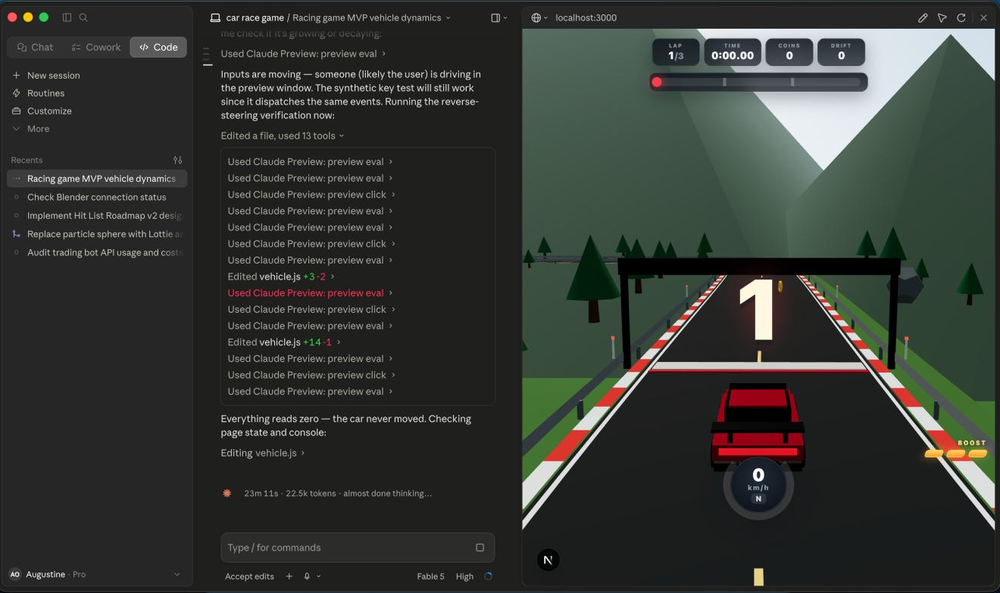 car race game / Racing game MVP vehicle dynamics
localhost:3000
Chat
Cowork
Code
New session
Routines
Customize
More
Recents
Racing game MVP vehicle dynamics
Check Blender connection status
Implement Hit List Roadmap v2 desig
Replace particle sphere with Lottie an
Audit trading bot API usage and costs
AO Augustine · Pro
me check if it's growing or decaying:
Used Claude Preview: preview eval
Inputs are moving — someone (likely the user) is driving in
the preview window. The synthetic key test will still work
since it dispatches the same events. Running the reverse-
steering verification now:
Edited a file, used 13 tools
Used Claude Preview: preview eval
Used Claude Preview: preview eval
Used Claude Preview: preview click
Used Claude Preview: preview eval
Used Claude Preview: preview eval
Used Claude Preview: preview click
Used Claude Preview: preview eval
Edited vehicle.js +3 -2
Used Claude Preview: preview eval
Used Claude Preview: preview click
Used Claude Preview: preview eval
Edited vehicle.js +14 -1
Used Claude Preview: preview eval
Used Claude Preview: preview click
Used Claude Preview: preview eval
Everything reads zero — the car never moved. Checking
page state and console:
Editing vehicle.js
23m 11s · 22.5k tokens · almost done thinking...
Type / for commands
Accept edits
Fable 5 High
LAP
1/3
TIME
0:00.00
COINS
0
DRIFT
0
1
BOOST
0
km/h
N
N